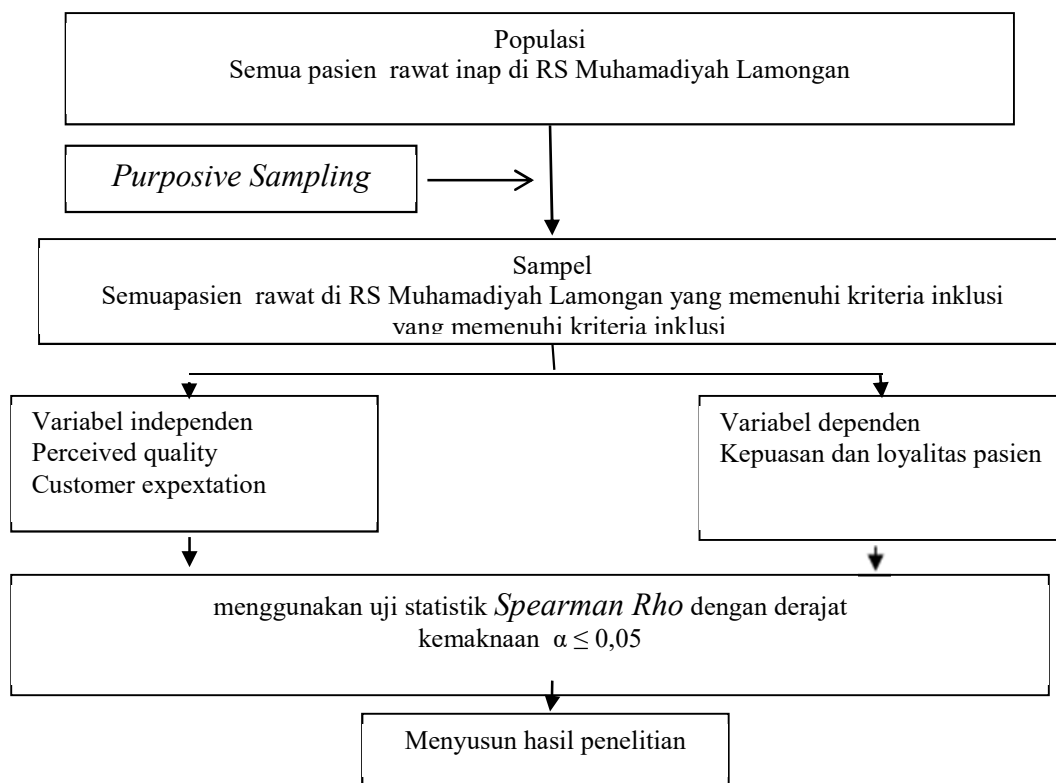 Populasi
Semua pasien rawat inap di RS Muhamadiyah Lamongan
Purposive Sampling
Sampel
Semuapasien rawat di RS Muhamadiyah Lamongan yang memenuhi kriteria inklusi
yang memenuhi kriteria inklusi
Variabel independen
Perceived quality
Customer expextation
Variabel dependen
Kepuasan dan loyalitas pasien
menggunakan uji statistik Spearman Rho dengan derajat
kemaknaan α ≤ 0,05
Menyusun hasil penelitian